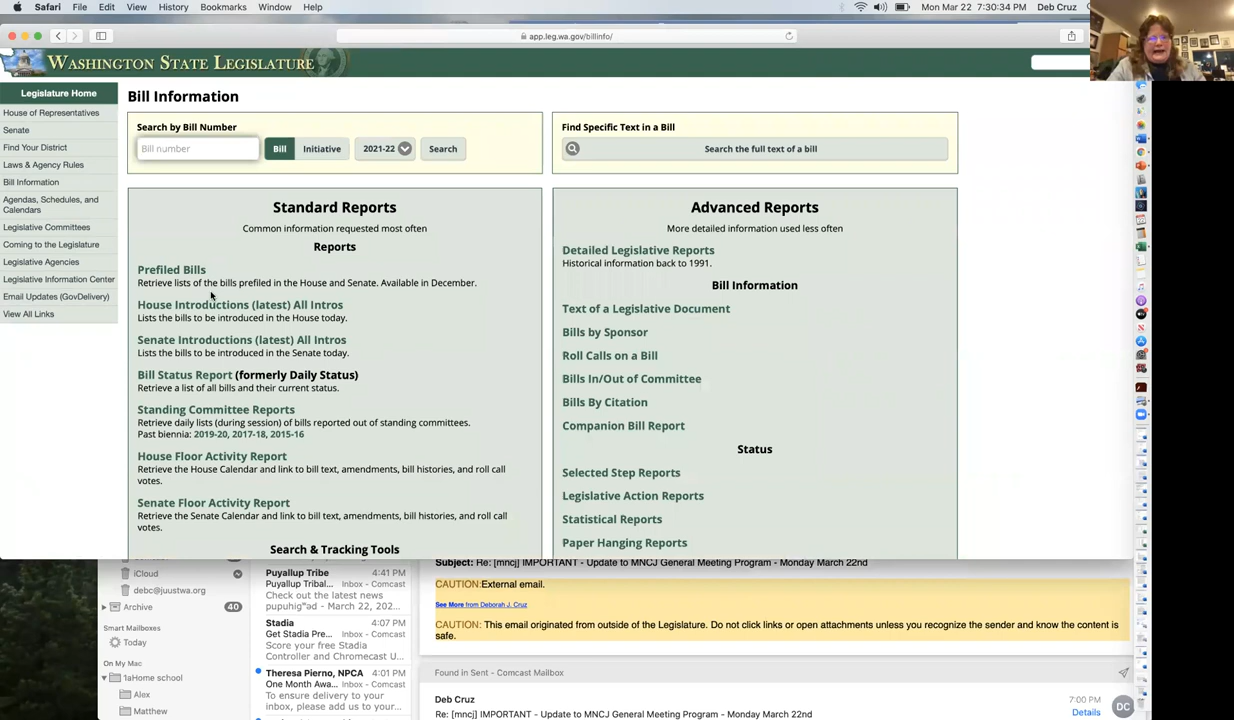 Safari File Edit View History Bookmarks Window Help
Mon Mar 22 7:30:34 PM Deb Cruz
app.leg.wa.gov/billinfo/
WASHINGTON STATE LEGISLATURE
Legislature Home
House of Representatives
Senate
Find Your District
Laws & Agency Rules
Bill Information
Agendas, Schedules, and
Calendars
Legislative Committees
Coming to the Legislature
Legislative Agencies
Legislative Information Center
Email Updates (GovDelivery)
View All Links
Bill Information
Search by Bill Number
Bill number
Bill Initiative 2021-22 Search
Find Specific Text in a Bill
Search the full text of a bill
Standard Reports
Common information requested most often
Reports
Prefiled Bills
Retrieve lists of the bills prefiled in the House and Senate. Available in December.
House Introductions (latest) All Intros
Lists the bills to be introduced in the House today.
Senate Introductions (latest) All Intros
Lists the bills to be introduced in the Senate today.
Bill Status Report (formerly Daily Status)
Retrieve a list of all bills and their current status.
Standing Committee Reports
Retrieve daily lists (during session) of bills reported out of standing committees.
Past biennia: 2019-20, 2017-18, 2015-16
House Floor Activity Report
Retrieve the House Calendar and link to bill text, amendments, bill histories, and roll call
votes.
Senate Floor Activity Report
Retrieve the Senate Calendar and link to bill text, amendments, bill histories, and roll call
votes.
Search & Tracking Tools
Advanced Reports
More detailed information used less often
Detailed Legislative Reports
Historical information back to 1991.
Bill Information
Text of a Legislative Document
Bills by Sponsor
Roll Calls on a Bill
Bills In/Out of Committee
Bills By Citation
Companion Bill Report
Status
Selected Step Reports
Legislative Action Reports
Statistical Reports
Paper Hanging Reports
iCloud
debc@juustwa.org
Archive 40
Smart Mailboxes
Today
On My Mac
1aHome school
Alex
Matthew
Puyallup Tribe 4:41 PM
Puyallup Tribal... Inbox - Comcast
Check out the latest news
pupuhig"ad - March 22, 202...
Stadia 4:07 PM
Get Stadia Pre... Inbox - Comcast
Score your free Stadia
Controller and Chromecast U...
Theresa Pierno, NPCA 4:01 PM
One Month Awa... Inbox - Comcast
To ensure delivery to your
inbox, please add us to your...
Subject: Re: [mncj] IMPORTANT - Update to MNCJ General Meeting Program - Monday March 22nd
CAUTION:External email.
See More from Deborah J. Cruz
CAUTION: This email originated from outside of the Legislature. Do not click links or open attachments unless you recognize the sender and know the content is
safe.
Found in Sent - Comcast Mailbox
Deb Cruz 7:00 PM
Re: [mncj] IMPORTANT - Update to MNCJ General Meeting Program - Monday March 22nd
Details
DC